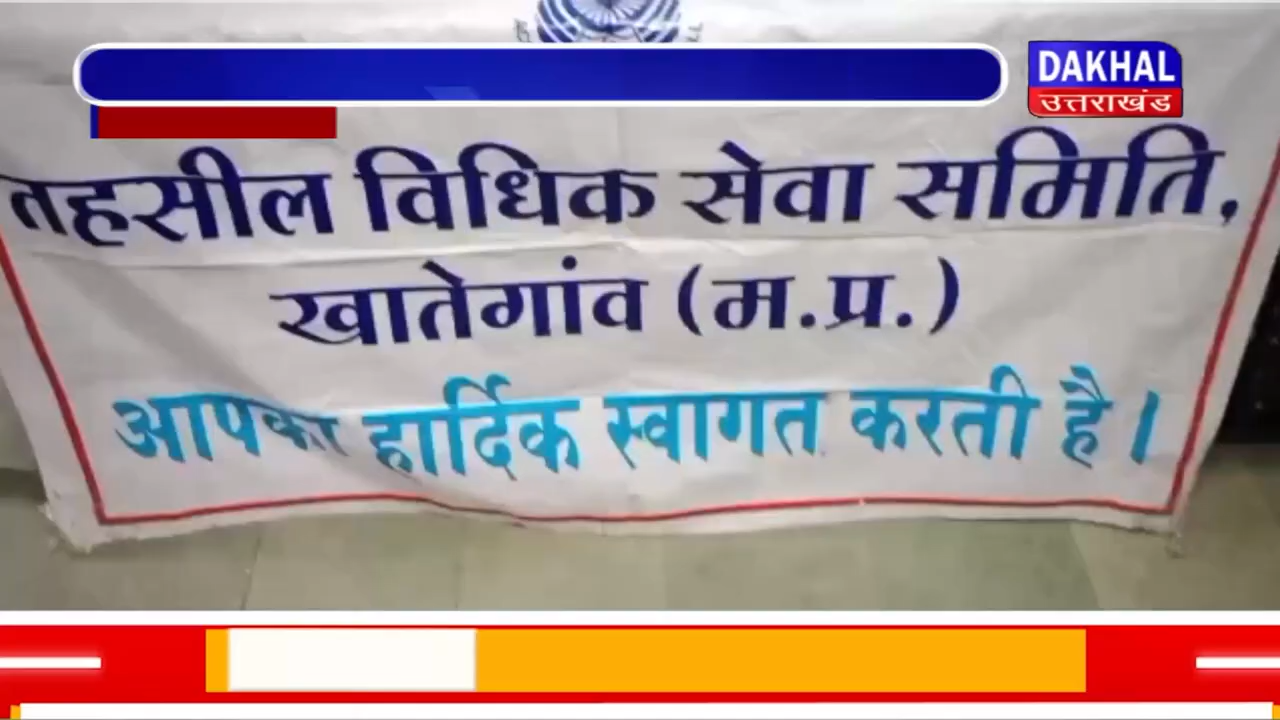 DAKHAL
उत्तराखंड
तहसील विधिक सेवा समिति,
खातेगांव (म.प्र.)
आपका हार्दिक स्वागत करती है।